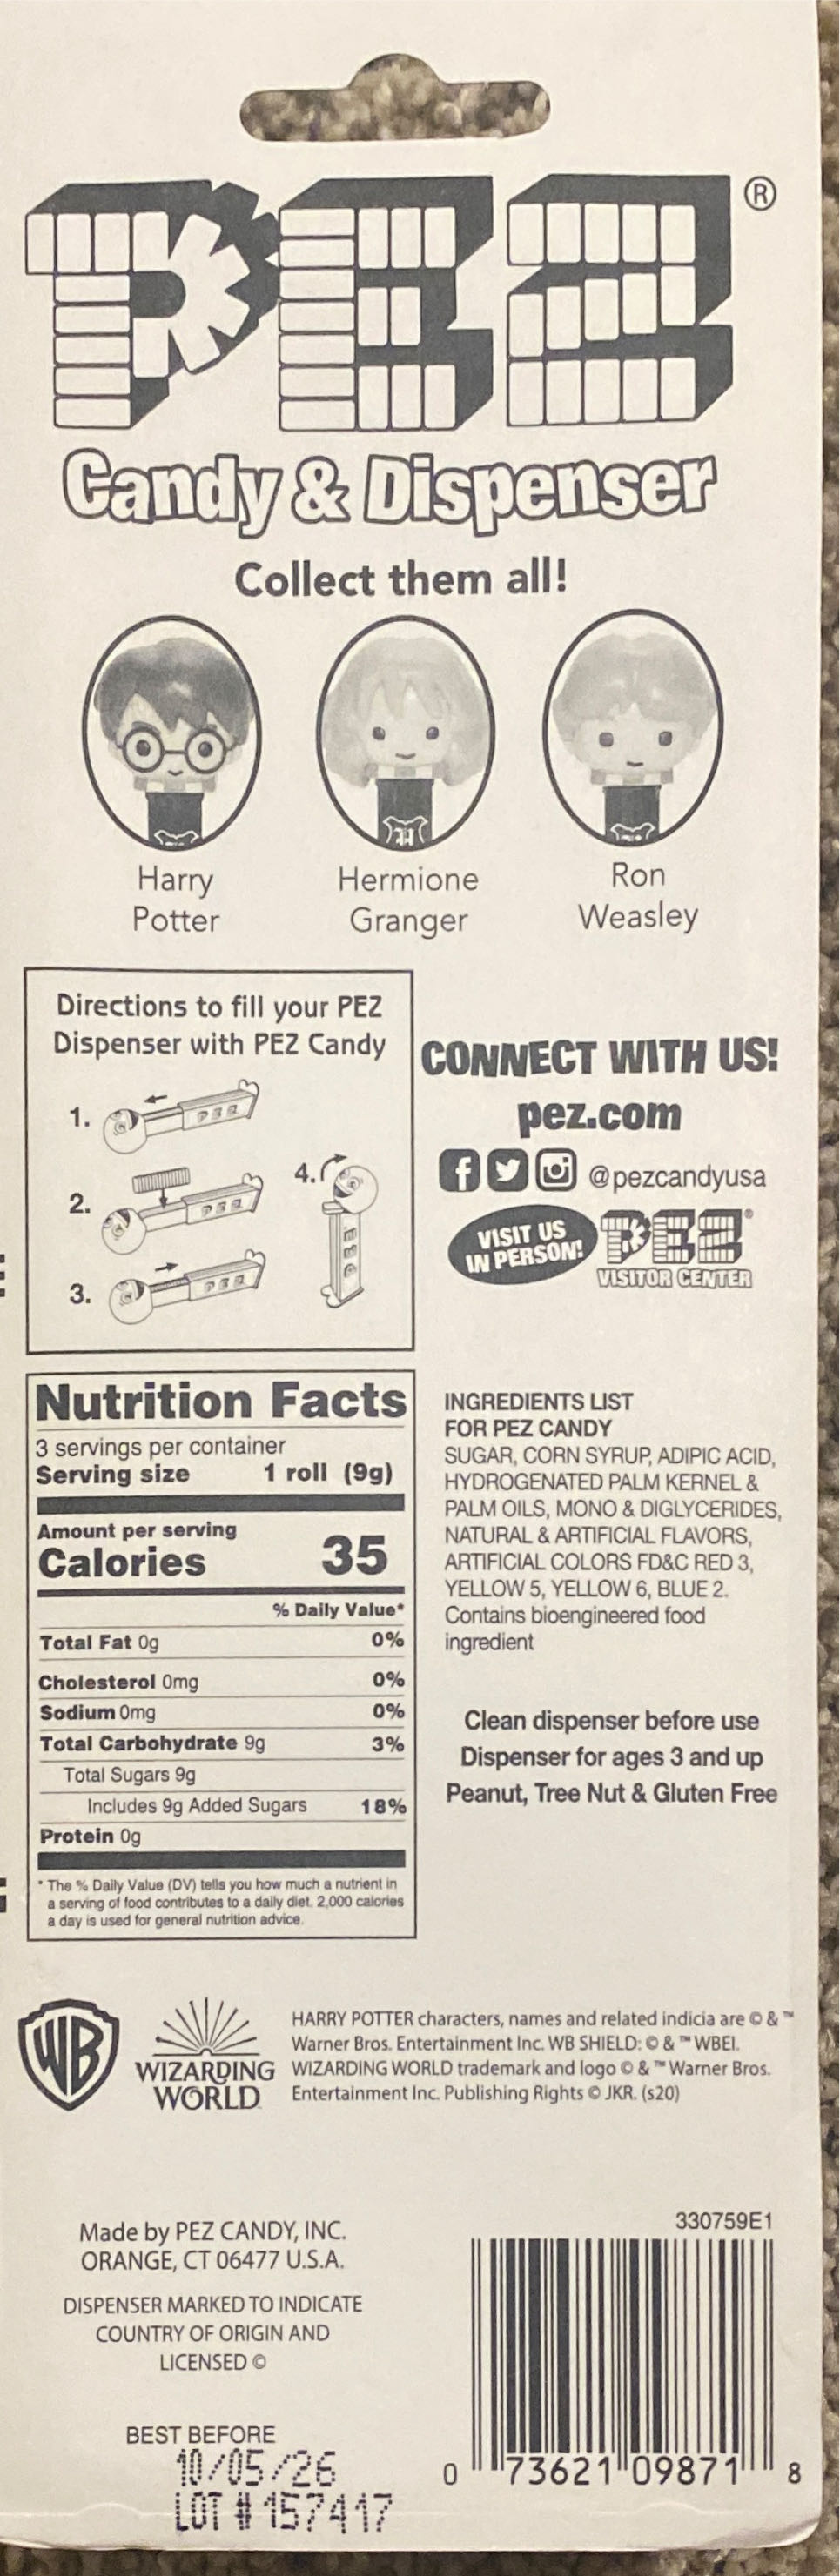 PEZ®
Candy & Dispenser
Collect them all!
Harry
Potter
Hermione
Granger
Ron
Weasley
Directions to fill your PEZ
Dispenser with PEZ Candy
1.
PEZ
2.
PEZ
3.
PEZ
4.
PEZ
CONNECT WITH US!
pez.com
@pezcandyusa
VISIT US
IN PERSON!
PEZ®
VISITOR CENTER
Nutrition Facts
3 servings per container
Serving size 1 roll (9g)
Amount per serving
Calories 35
% Daily Value*
Total Fat 0g 0%
Cholesterol 0mg 0%
Sodium 0mg 0%
Total Carbohydrate 9g 3%
Total Sugars 9g
Includes 9g Added Sugars 18%
Protein 0g
* The % Daily Value (DV) tells you how much a nutrient in
a serving of food contributes to a daily diet. 2,000 calories
a day is used for general nutrition advice.
INGREDIENTS LIST
FOR PEZ CANDY
SUGAR, CORN SYRUP, ADIPIC ACID,
HYDROGENATED PALM KERNEL &
PALM OILS, MONO & DIGLYCERIDES,
NATURAL & ARTIFICIAL FLAVORS,
ARTIFICIAL COLORS FD&C RED 3,
YELLOW 5, YELLOW 6, BLUE 2.
Contains bioengineered food
ingredient
Clean dispenser before use
Dispenser for ages 3 and up
Peanut, Tree Nut & Gluten Free
WB
WIZARDING
WORLD
HARRY POTTER characters, names and related indicia are © & ™
Warner Bros. Entertainment Inc. WB SHIELD: © & ™ WBEI.
WIZARDING WORLD trademark and logo © & ™ Warner Bros.
Entertainment Inc. Publishing Rights © JKR. (s20)
Made by PEZ CANDY, INC.
ORANGE, CT 06477 U.S.A.
DISPENSER MARKED TO INDICATE
COUNTRY OF ORIGIN AND
LICENSED ©
BEST BEFORE
10/05/26
LOT # 157417
330759E1
0 73621 09871 8